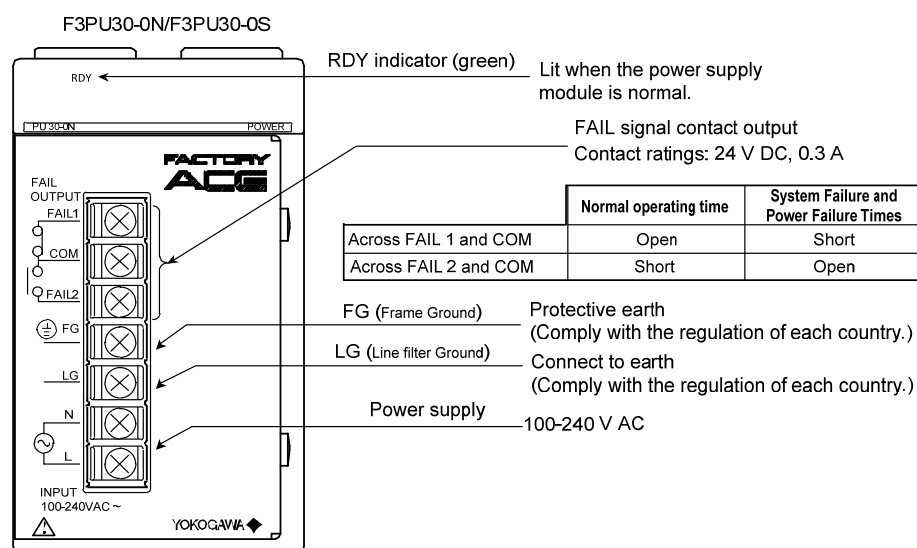 F3PU30-0N/F3PU30-0S
RDY indicator (green)
Lit when the power supply
module is normal.
RDY
PU30-0N POWER
FAIL signal contact output
Contact ratings: 24 V DC, 0.3 A
FACTORY
ACE
FAIL
OUTPUT
FAIL1
COM
FAIL2
FG
LG
N
L
INPUT
100-240VAC ~
YOKOGAWA
Normal operating time System Failure and
Power Failure Times
Across FAIL 1 and COM Open Short
Across FAIL 2 and COM Short Open
FG (Frame Ground)
Protective earth
(Comply with the regulation of each country.)
LG (Line filter Ground)
Connect to earth
(Comply with the regulation of each country.)
Power supply
100-240 V AC